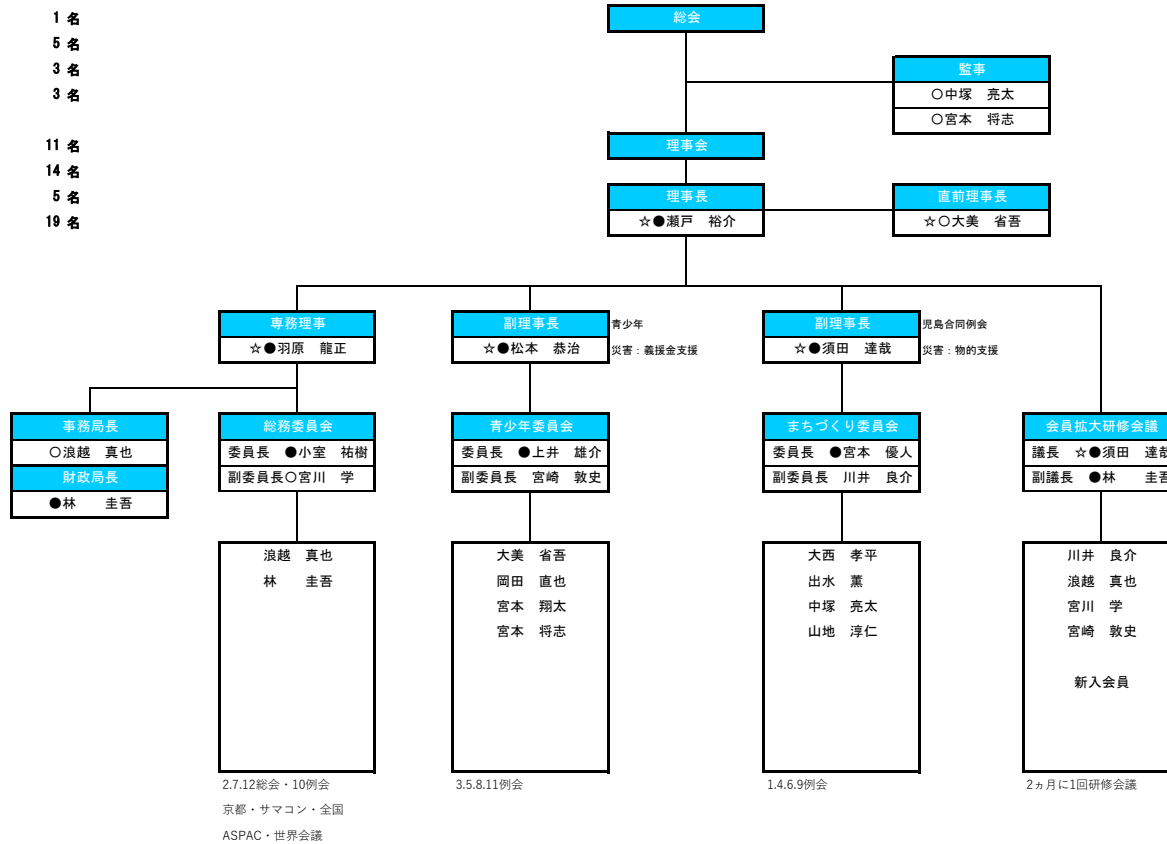 1 名
5 名
3 名
3 名
11 名
14 名
5 名
19 名
総会
監事
○中塚　亮太
○宮本　将志
理事会
理事長
☆●瀬戸　裕介
直前理事長
☆○大美　省吾
専務理事
☆●羽原　龍正
副理事長
☆●松本　恭治
青少年
災害：義援金支援
副理事長
☆●須田　達哉
児島合同例会
災害：物的支援
事務局長
○浪越　真也
財政局長
●林　　圭吾
総務委員会
委員長　●小室　祐樹
副委員長○宮川　学
青少年委員会
委員長　●上井　雄介
副委員長　宮崎　敦史
まちづくり委員会
委員長　●宮本　優人
副委員長　川井　良介
会員拡大研修会議
議長　☆●須田　達哉
副議長　●林　　圭吾
浪越　真也
林　　圭吾
大美　省吾
岡田　直也
宮本　翔太
宮本　将志
大西　孝平
出水　薫
中塚　亮太
山地　淳仁
川井　良介
浪越　真也
宮川　学
宮崎　敦史
新入会員
2.7.12総会・10例会
京都・サマコン・全国
ASPAC・世界会議
3.5.8.11例会
1.4.6.9例会
2ヵ月に1回研修会議